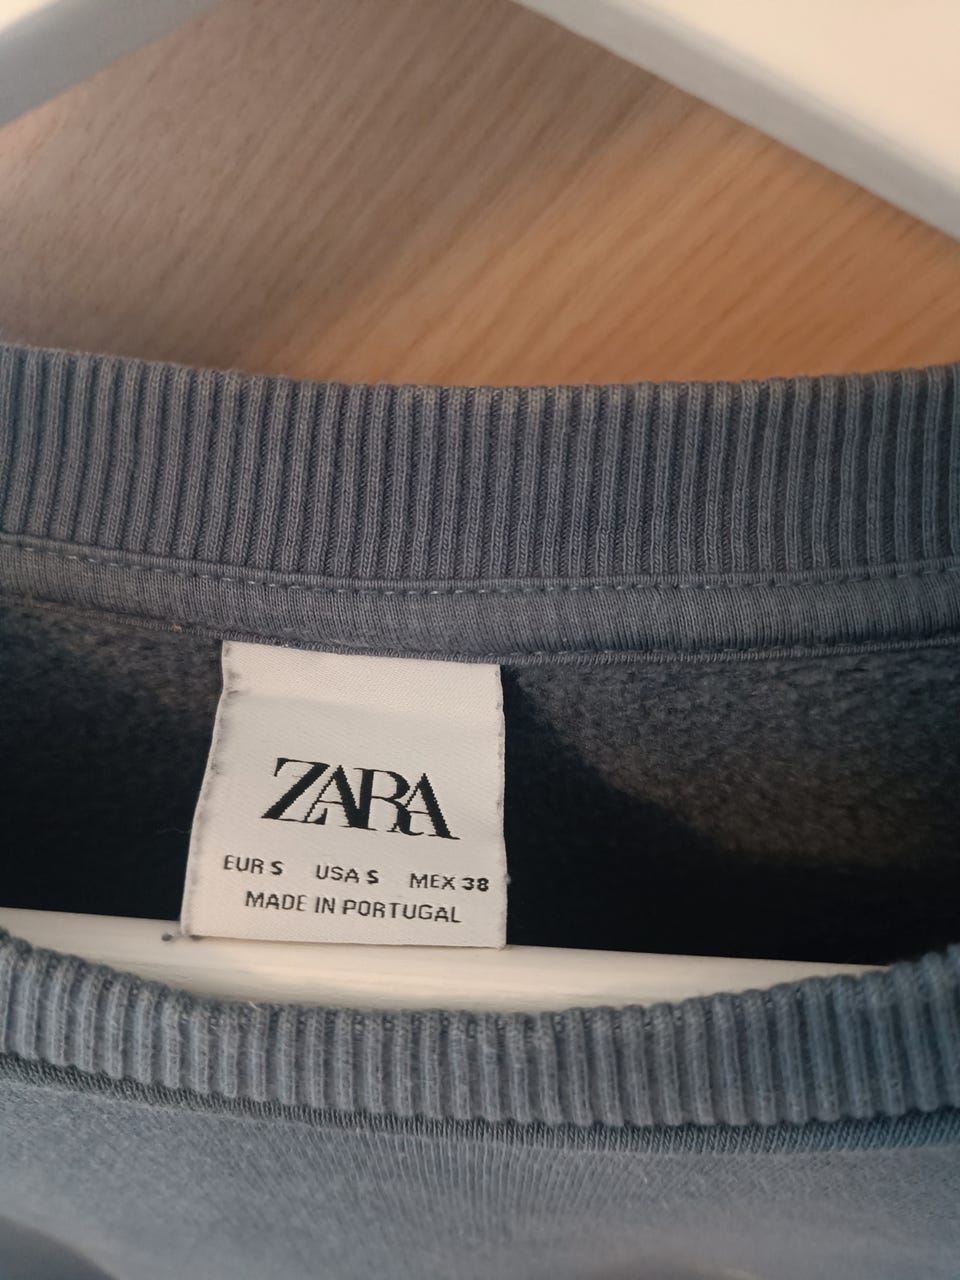 ZARA
EUR S USA S MEX 38
MADE IN PORTUGAL